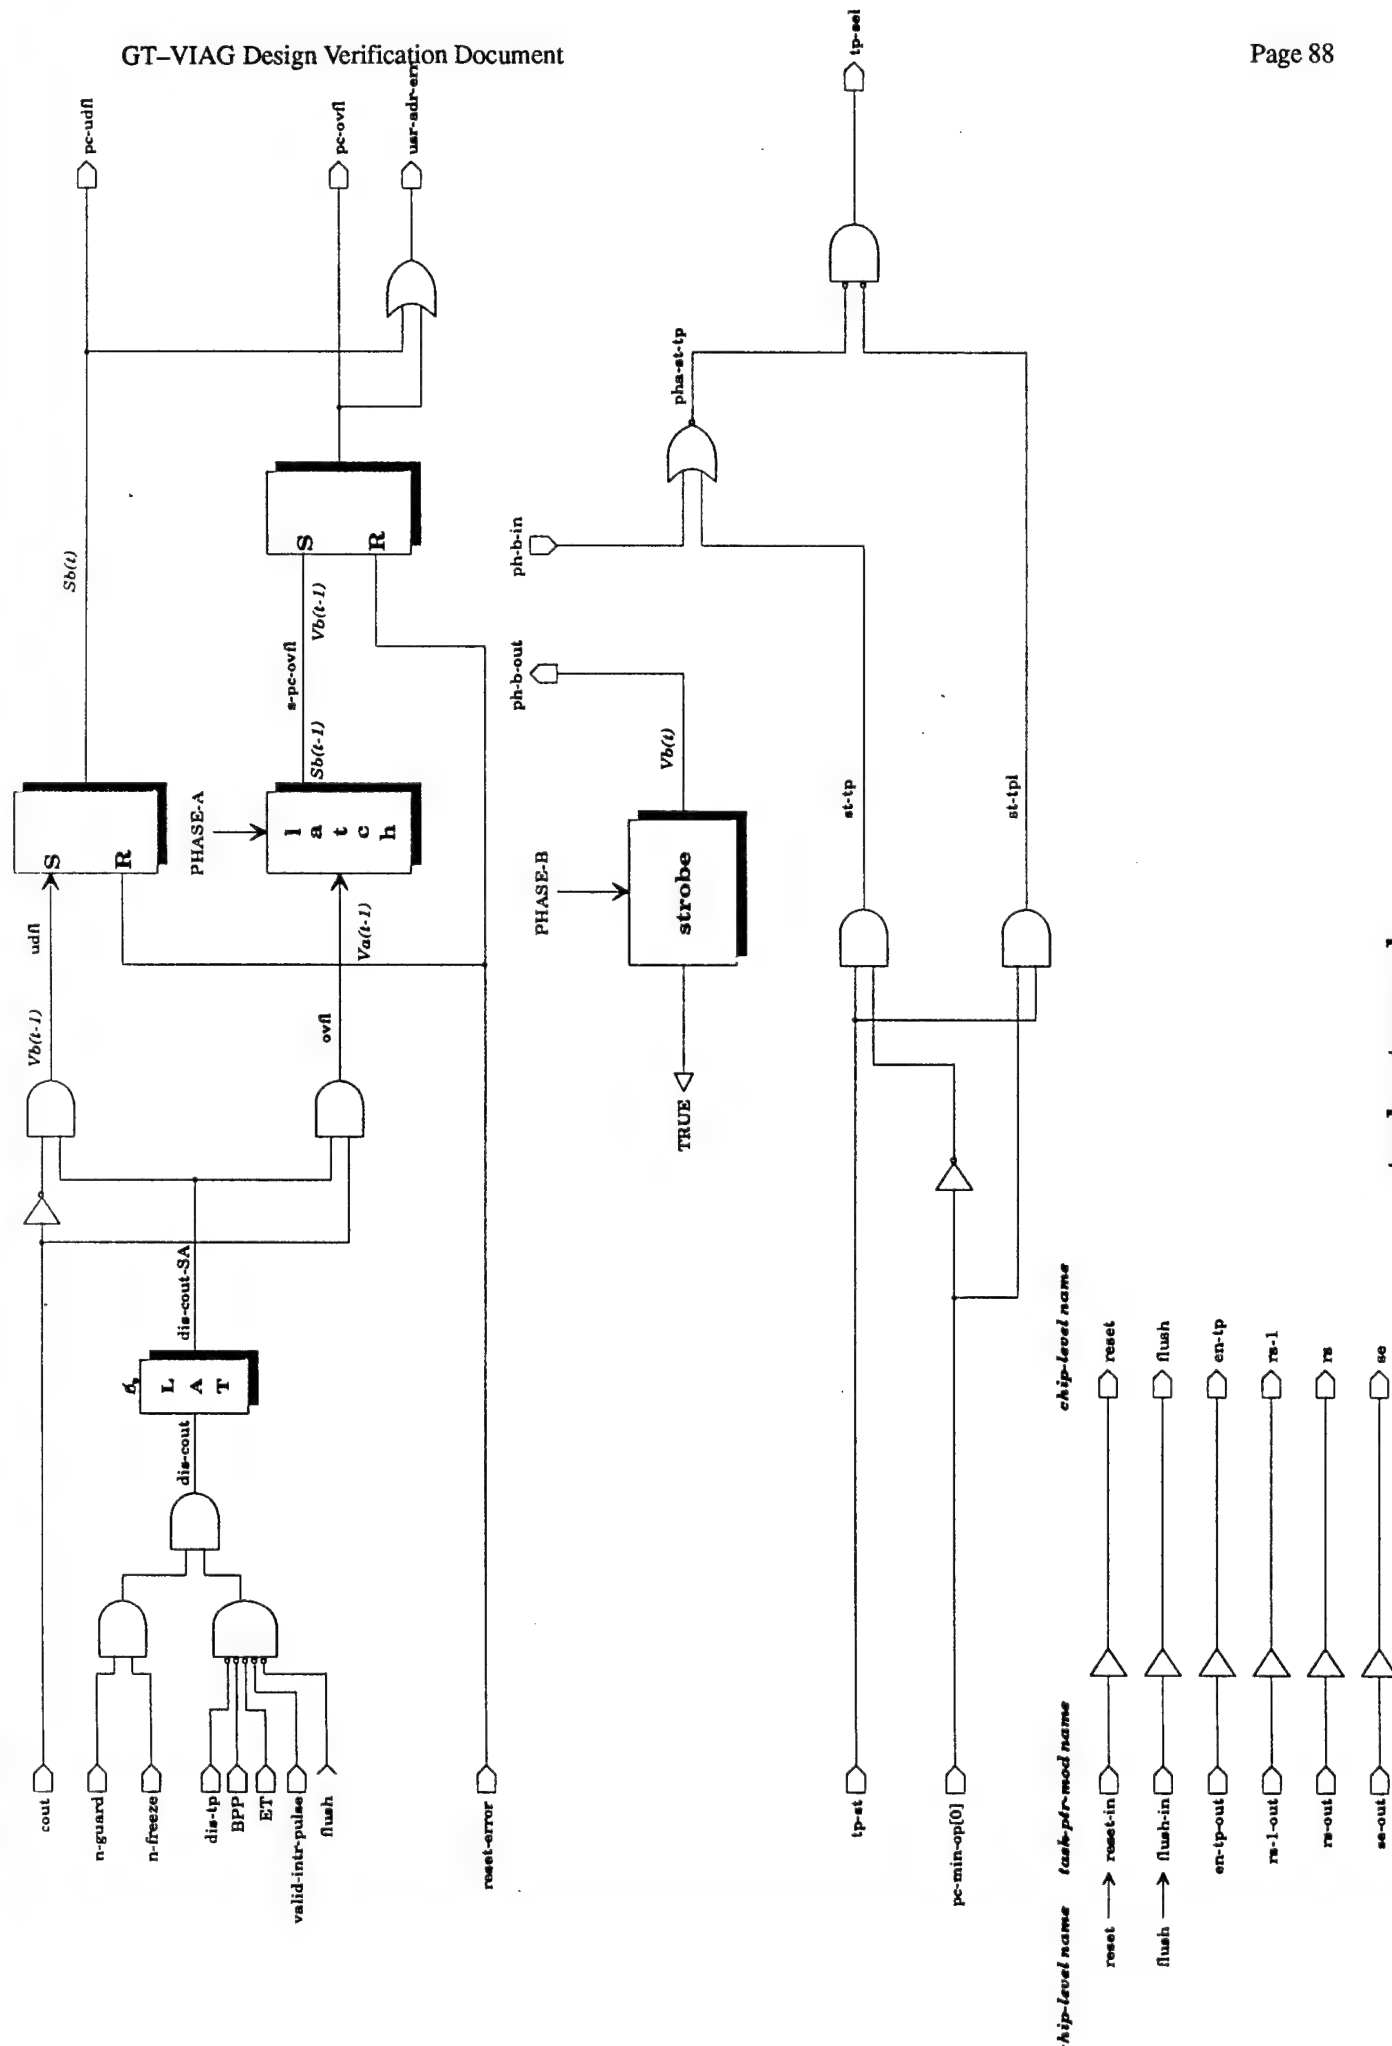 GT–VIAG Design Verification Document
Page 88
tp-sel
pc-udfl
pc-ovfl
usr-adr-err
Sb(t)
S
R
pha-st-tp
ph-b-in
Vb(t-1)
s-pc-ovfl
Sb(t-1)
ph-b-out
Vb(t)
S
R
PHASE-A
l
a
t
c
h
PHASE-B
strobe
st-tp
st-tpl
udfl
Va(t-1)
Vb(t-1)
ovfl
TRUE
dis-cout-SA
L
A
T
dis-cout
cout
n-guard
n-freeze
dis-tp
BPP
ET
valid-intr-pulse
flush
reset-error
tp-st
pc-min-op[0]
chip-level name
reset
flush
en-tp
rs-1
rs
se
task-ptr-mod name
reset-in
flush-in
en-tp-out
rs-1-out
rs-out
se-out
hip-level name
reset
flush